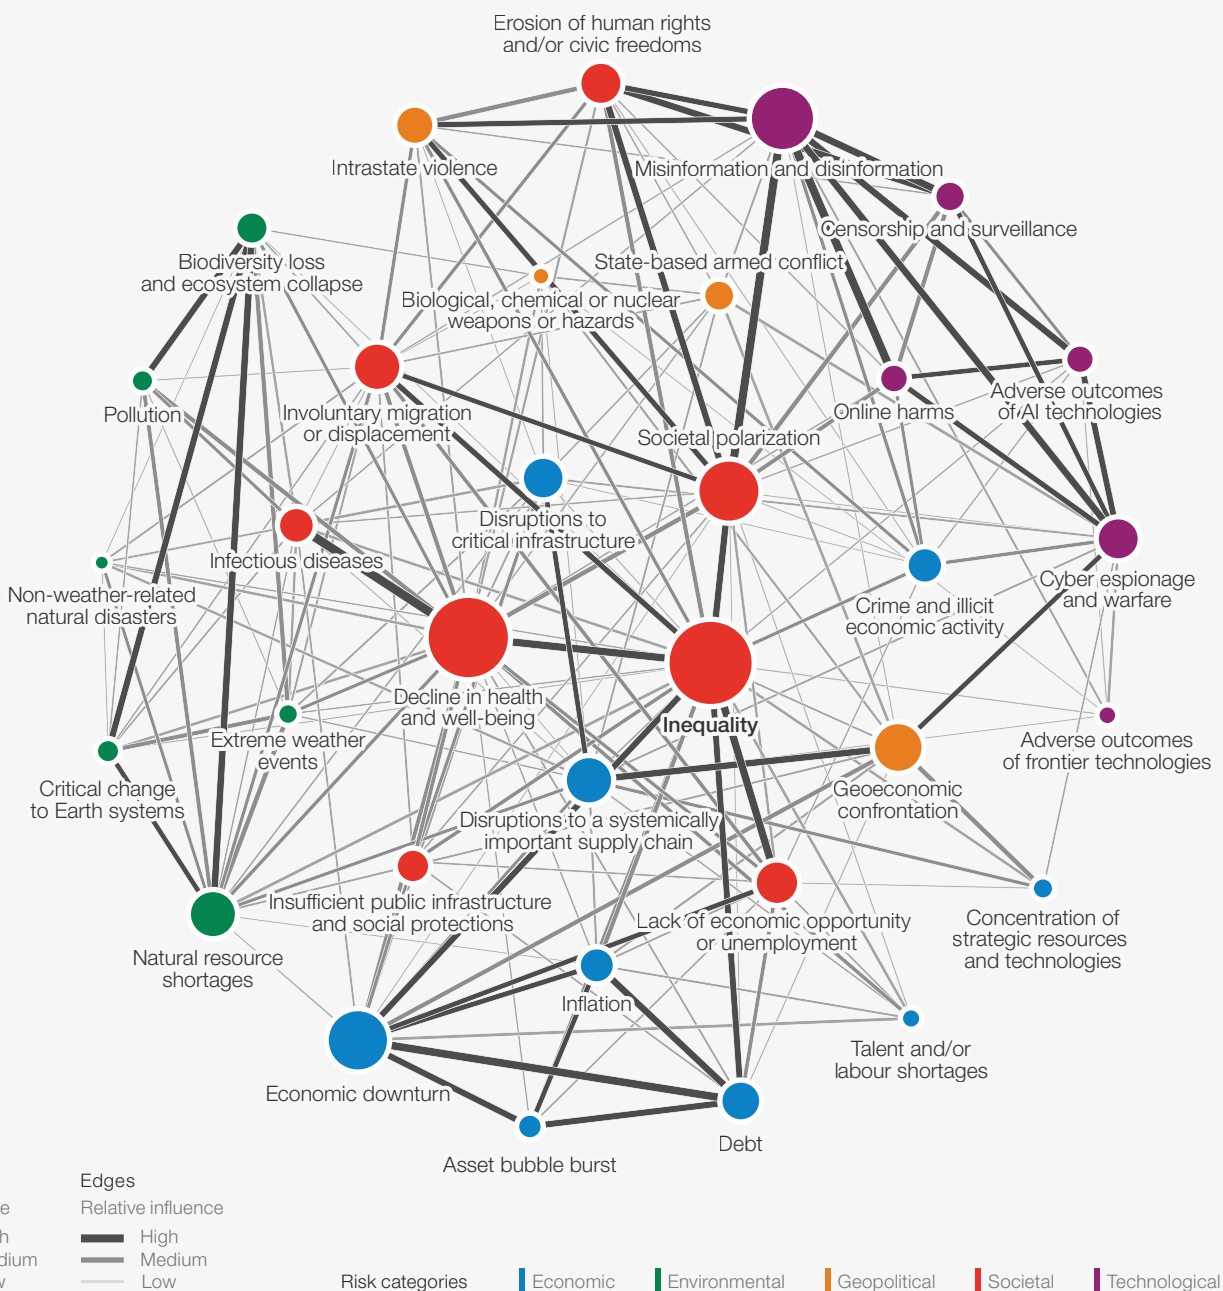 Erosion of human rights
and/or civic freedoms
Intrastate violence
Misinformation and disinformation
Censorship and surveillance
Biodiversity loss
and ecosystem collapse
State-based armed conflict
Biological, chemical or nuclear
weapons or hazards
Pollution
Involuntary migration
or displacement
Online harms
Adverse outcomes
of AI technologies
Societal polarization
Disruptions to
critical infrastructure
Infectious diseases
Non-weather-related
natural disasters
Cyber espionage
and warfare
Crime and illicit
economic activity
Decline in health
and well-being
Inequality
Extreme weather
events
Adverse outcomes
of frontier technologies
Critical change
to Earth systems
Geoeconomic
confrontation
Disruptions to a systemically
important supply chain
Insufficient public infrastructure
and social protections
Lack of economic opportunity
or unemployment
Concentration of
strategic resources
and technologies
Natural resource
shortages
Inflation
Talent and/or
labour shortages
Economic downturn
Debt
Asset bubble burst
Edges
Relative influence
High
Medium
Low
Risk categories
Economic
Environmental
Geopolitical
Societal
Technological